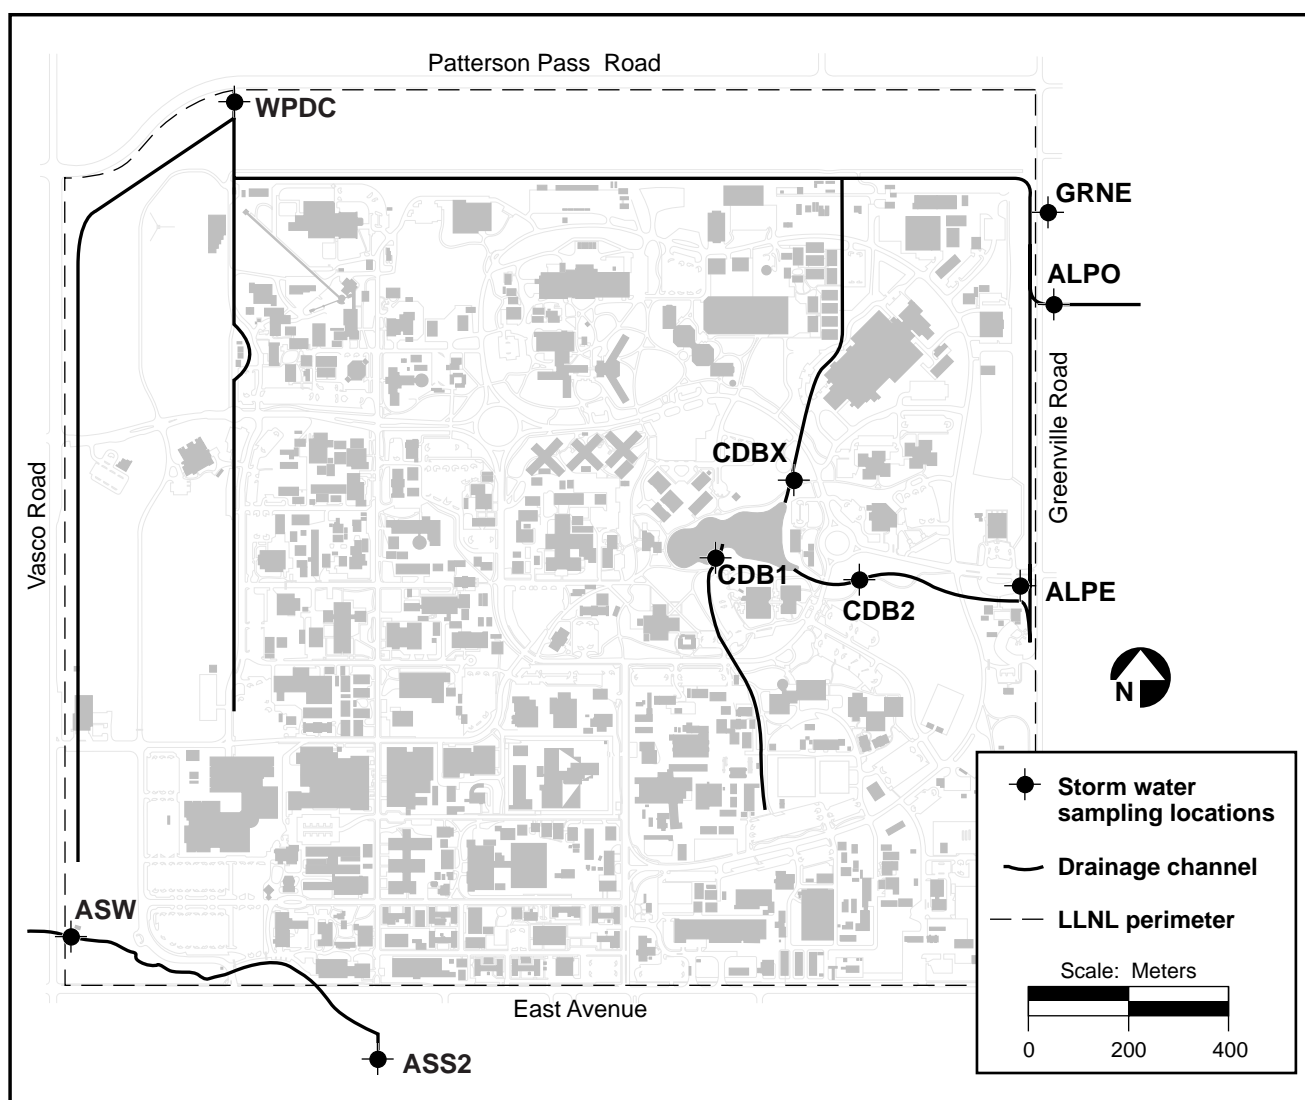 Patterson Pass Road
WPDC
GRNE
ALPO
Greenville Road
CDBX
Vasco Road
CDB1
CDB2
ALPE
N
Storm water
sampling locations
Drainage channel
ASW
LLNL perimeter
Scale: Meters
East Avenue
0 200 400
ASS2